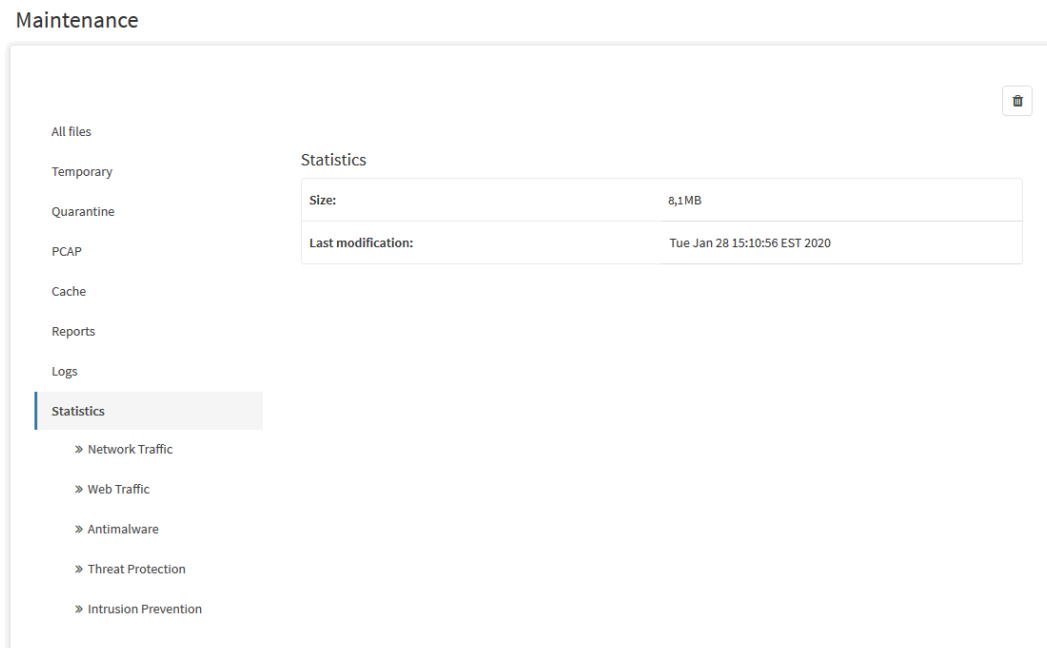 Maintenance
All files
Temporary
Quarantine
PCAP
Cache
Reports
Logs
Statistics
» Network Traffic
» Web Traffic
» Antimalware
» Threat Protection
» Intrusion Prevention
Statistics
Size: 8,1MB
Last modification: Tue Jan 28 15:10:56 EST 2020